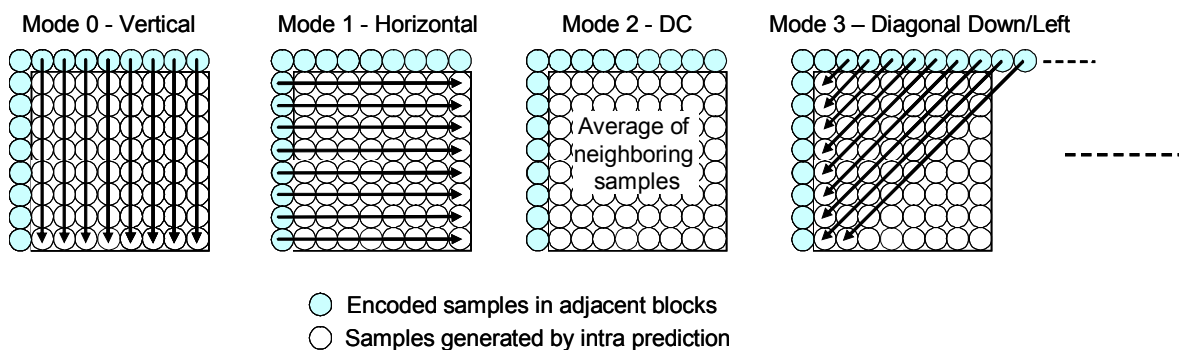 Mode 0 - Vertical
Mode 1 - Horizontal
Mode 2 - DC
Mode 3 – Diagonal Down/Left
Average of
neighboring
samples
Encoded samples in adjacent blocks
Samples generated by intra prediction